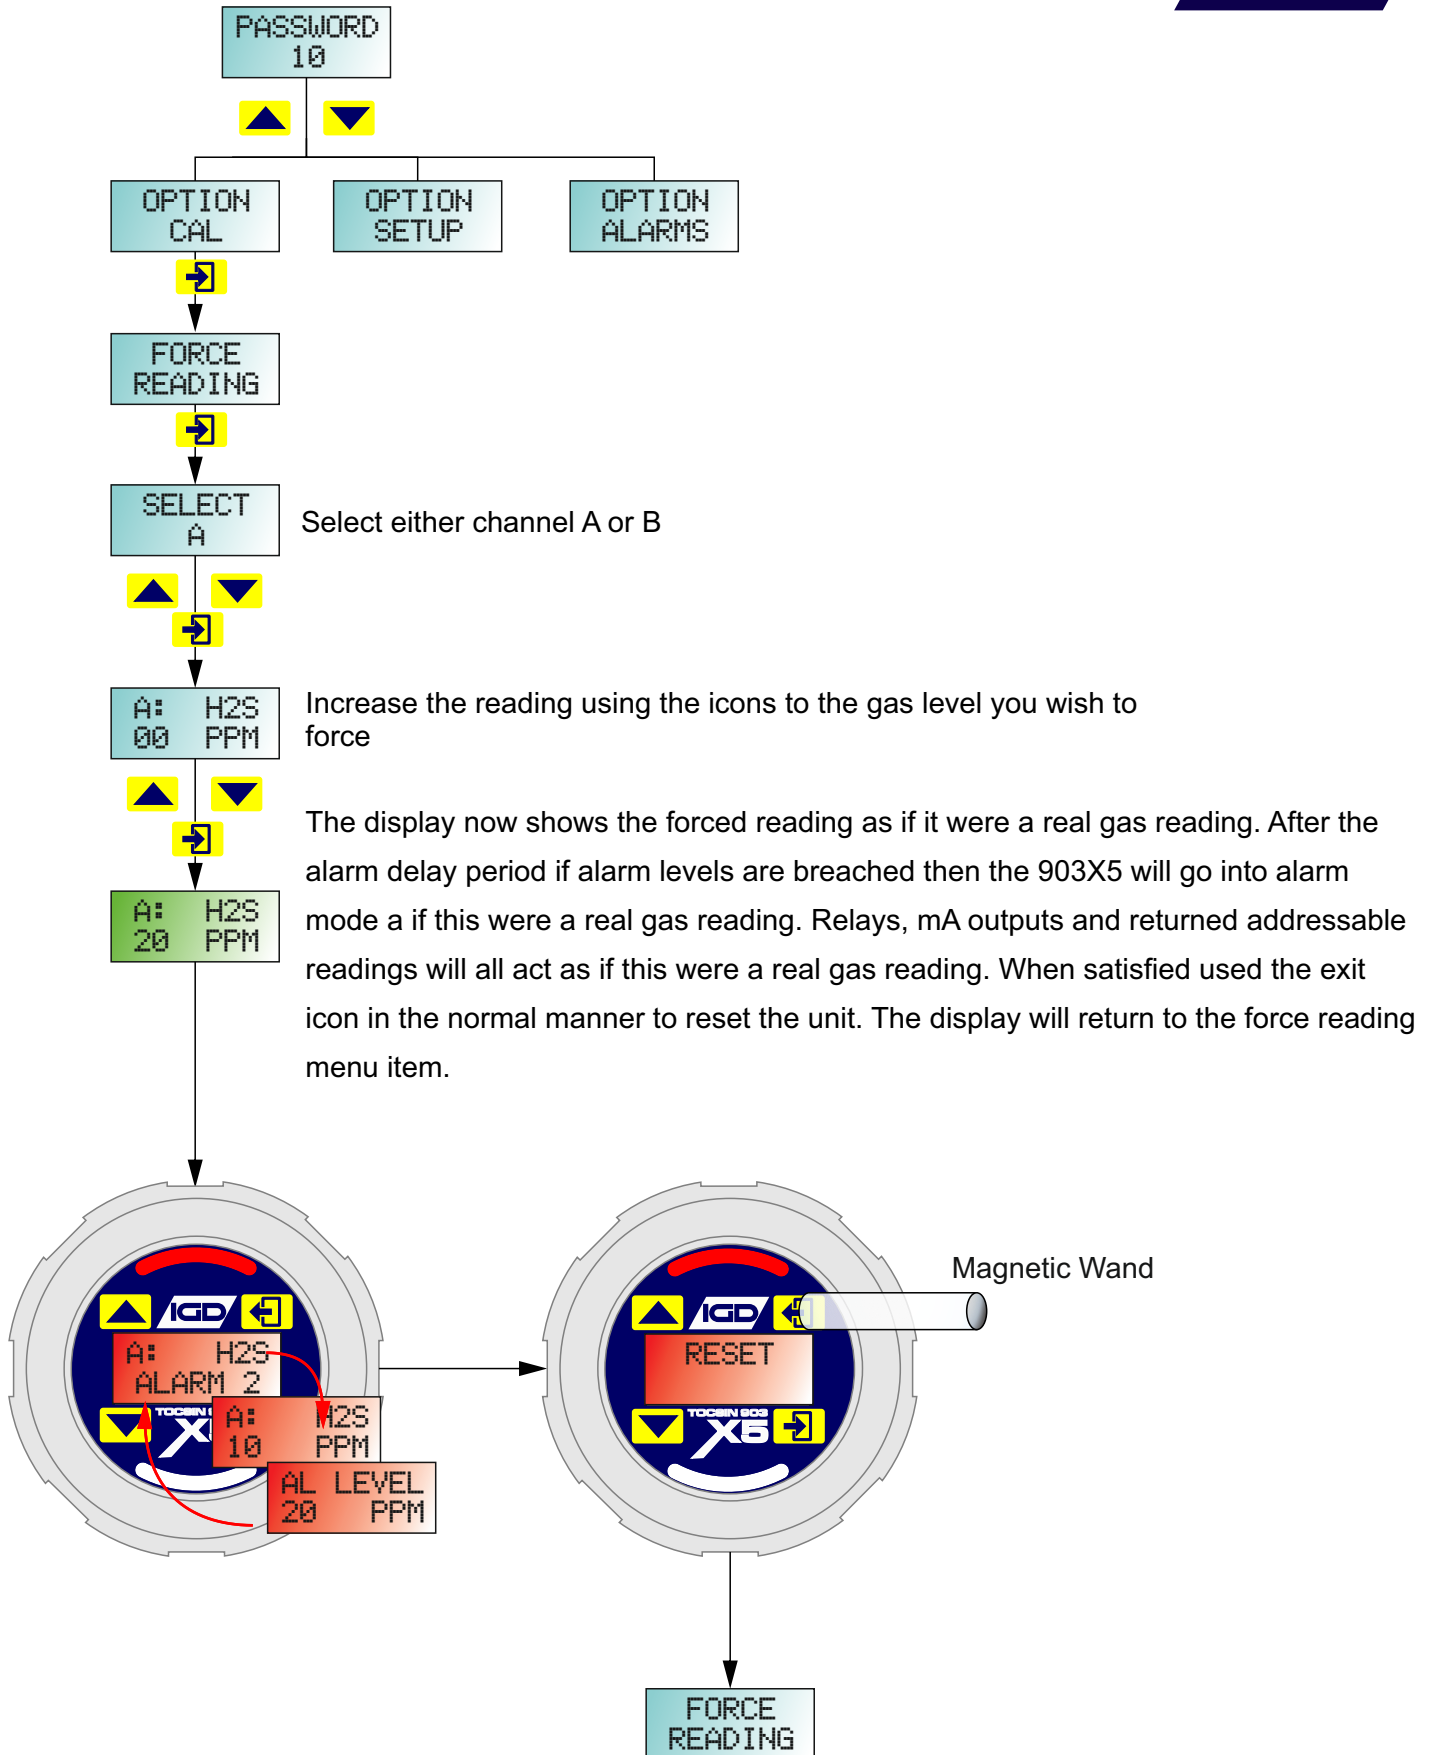 PASSWORD
10
OPTION
CAL
OPTION
SETUP
OPTION
ALARMS
FORCE
READING
SELECT
A
Select either channel A or B
A: H2S
00 PPM
Increase the reading using the icons to the gas level you wish to
force
The display now shows the forced reading as if it were a real gas reading. After the
alarm delay period if alarm levels are breached then the 903X5 will go into alarm
mode a if this were a real gas reading. Relays, mA outputs and returned addressable
readings will all act as if this were a real gas reading. When satisfied used the exit
icon in the normal manner to reset the unit. The display will return to the force reading
menu item.
A: H2S
20 PPM
IGD
A: H2S
ALARM 2
TOCSIN
X
A: H2S
10 PPM
AL LEVEL
20 PPM
Magnetic Wand
IGD
RESET
TOCSIN 903
X5
FORCE
READING